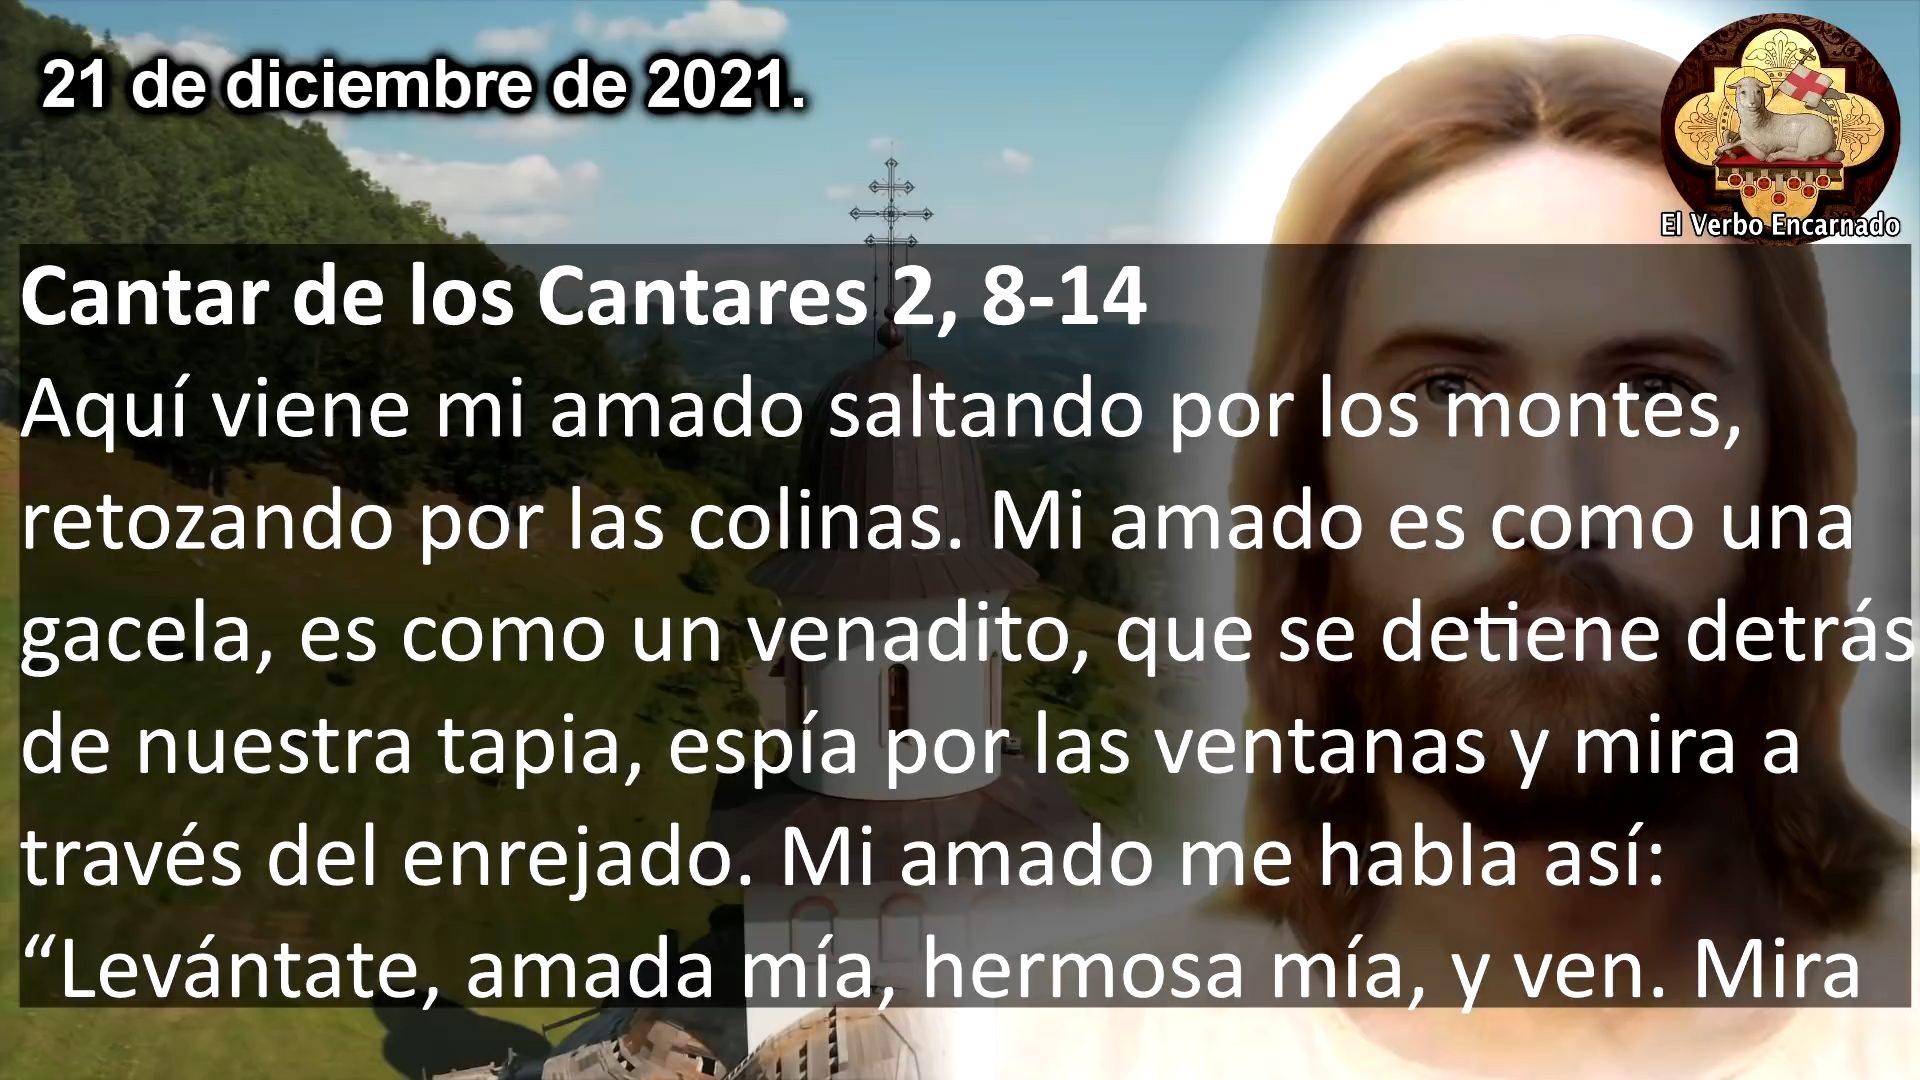 21 de diciembre de 2021.
El Verbo Encarnado
Cantar de los Cantares 2, 8-14
Aquí viene mi amado saltando por los montes,
retozando por las colinas. Mi amado es como una
gacela, es como un venadito, que se detiene detrás
de nuestra tapia, espía por las ventanas y mira a
través del enrejado. Mi amado me habla así:
“Levántate, amada mía, hermosa mía, y ven. Mira